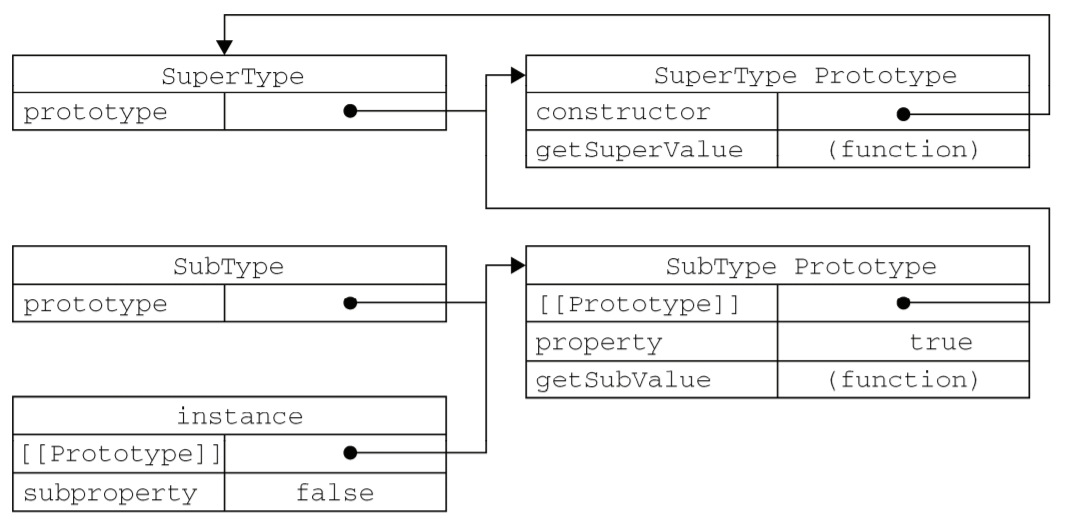 SuperType
prototype
SuperType Prototype
constructor
getSuperValue (function)
SubType
prototype
SubType Prototype
[[Prototype]]
property true
getSubValue (function)
instance
[[Prototype]]
subproperty false